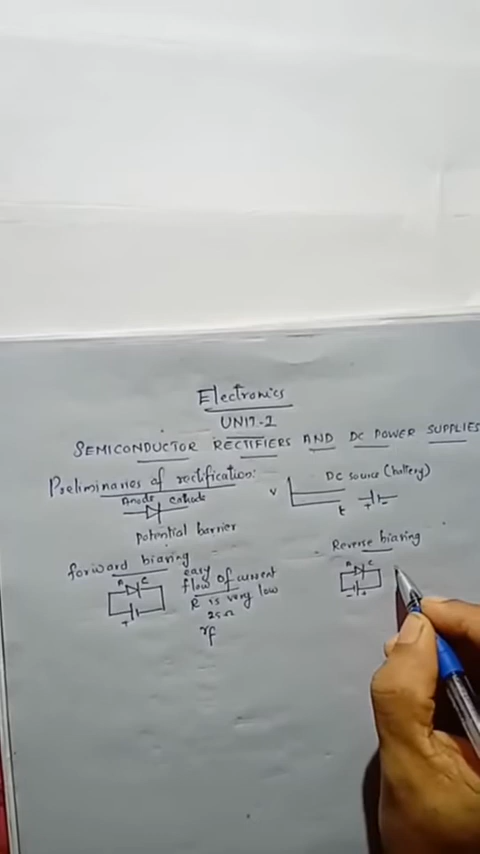 Electronics
UNIT-2
SEMICONDUCTOR RECTIFIERS AND DC POWER SUPPLIES
Preliminaries of rectification:
Anode cathode
V
t
DC source (battery)
+ -
Potential barrier
forward biasing
A C
+ -
easy
flow of current
R is very low
25Ω
rf
Reverse biasing
A C
- +